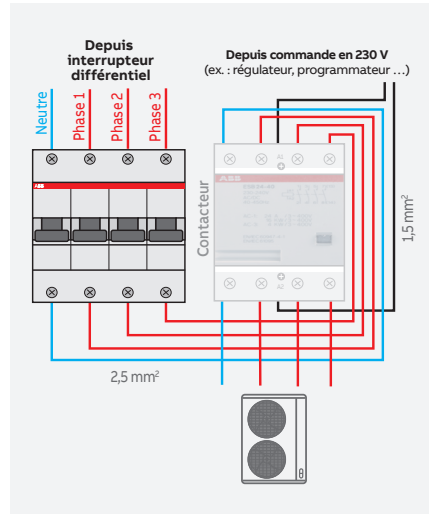 Depuis
interrupteur
différentiel
Depuis commande en 230 V
(ex. : régulateur, programmateur ...)
Neutre
Phase 1
Phase 2
Phase 3
ABB
Contacteur
ABB
A1
A2
1,5 mm²
2,5 mm²